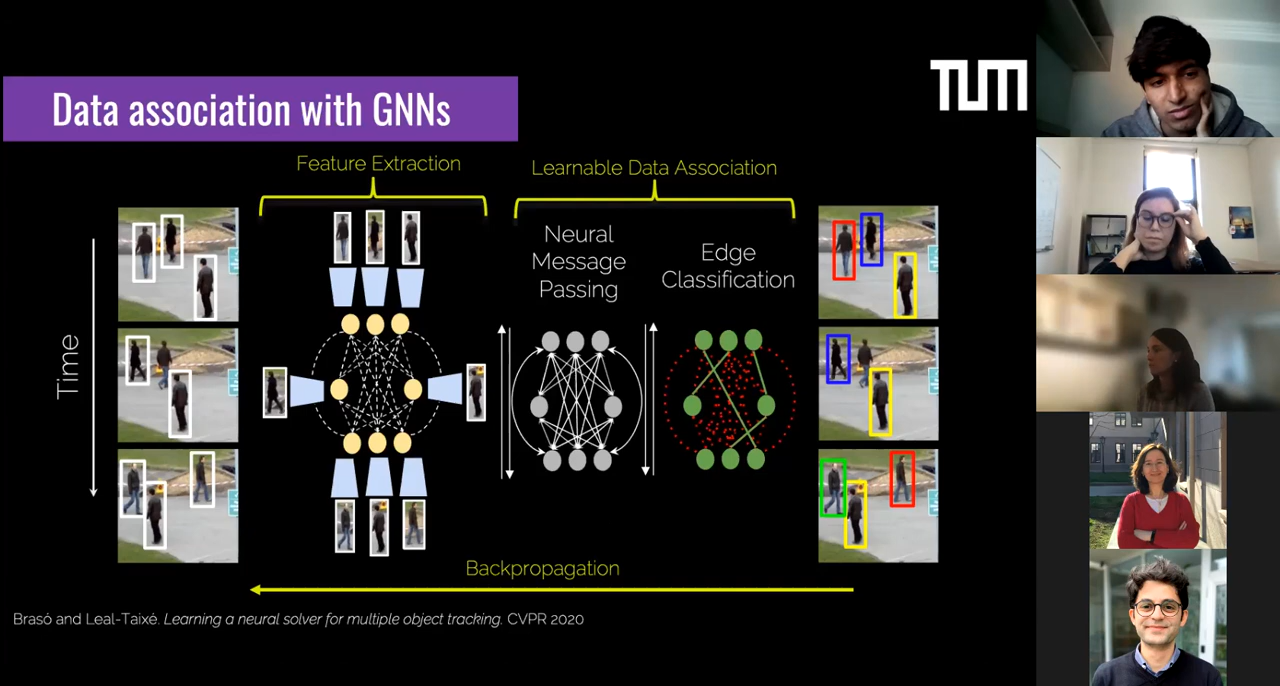 TUM
Data association with GNNs
Feature Extraction
Learnable Data Association
Neural
Message
Passing
Edge
Classification
Time
Backpropagation
Brasó and Leal-Taixé. Learning a neural solver for multiple object tracking. CVPR 2020